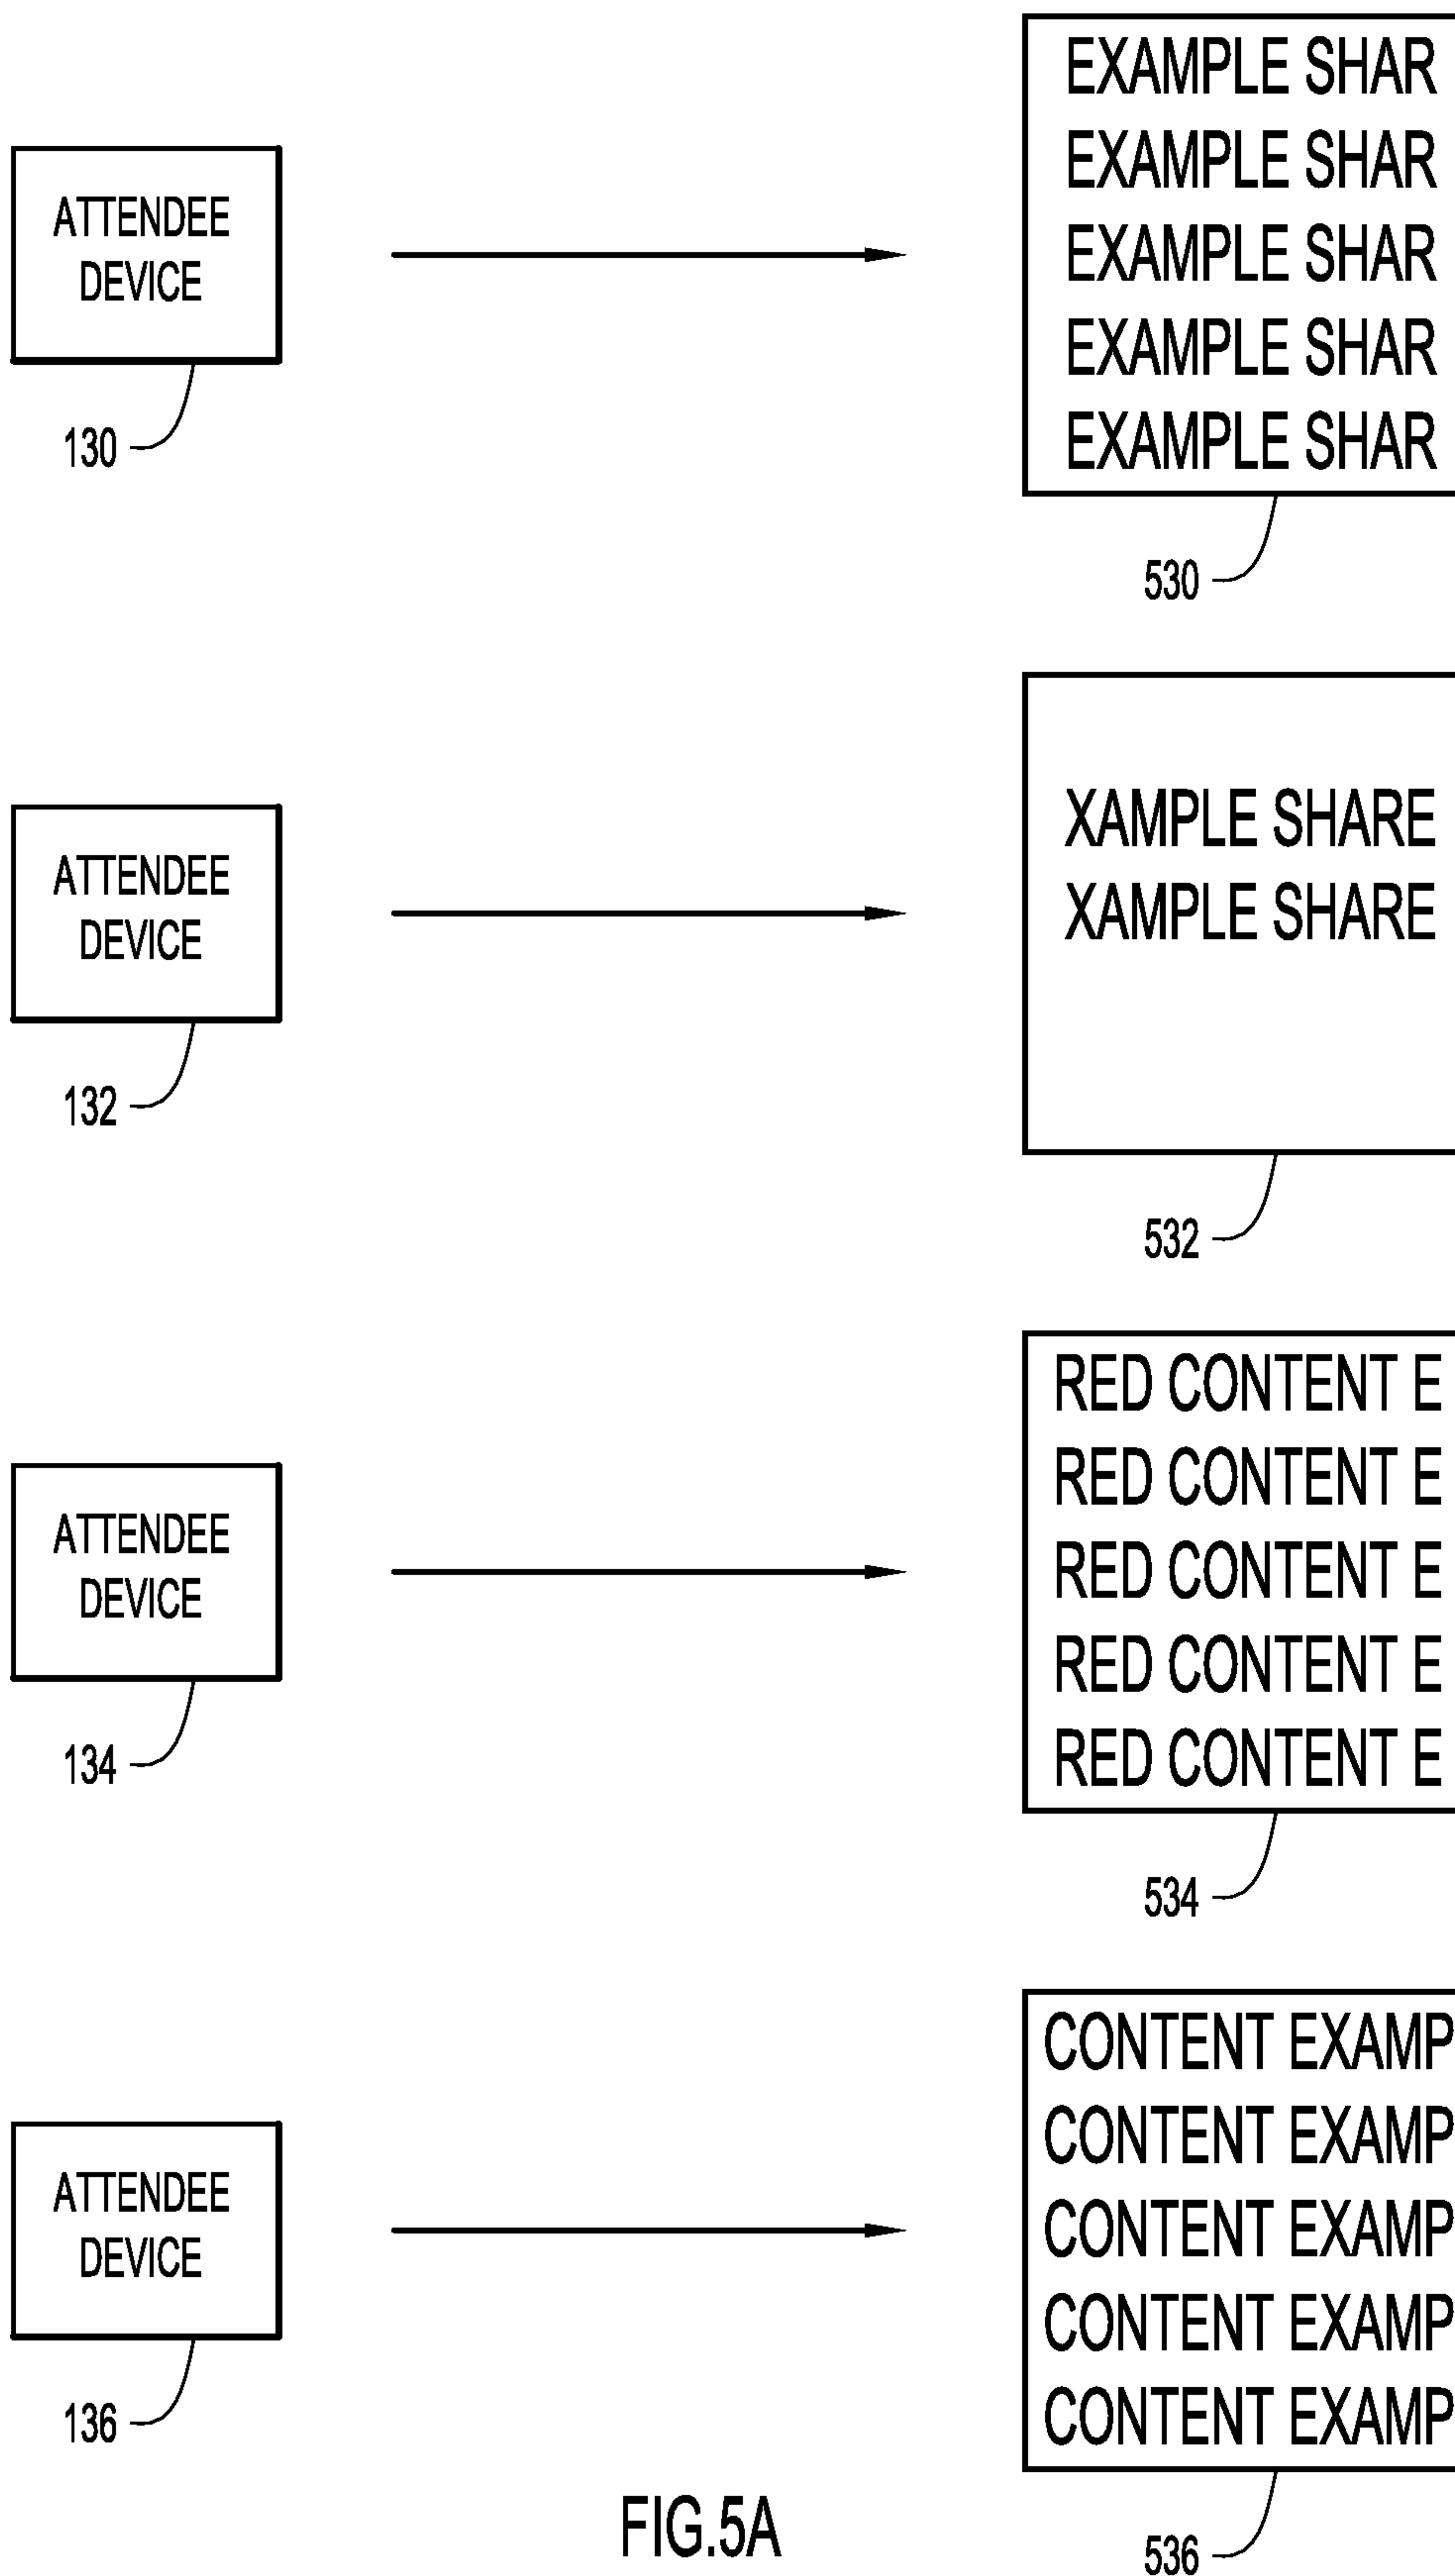 ATTENDEE
DEVICE
130
EXAMPLE SHAR
EXAMPLE SHAR
EXAMPLE SHAR
EXAMPLE SHAR
EXAMPLE SHAR
530
ATTENDEE
DEVICE
132
XAMPLE SHARE
XAMPLE SHARE
532
ATTENDEE
DEVICE
134
RED CONTENT E
RED CONTENT E
RED CONTENT E
RED CONTENT E
RED CONTENT E
534
ATTENDEE
DEVICE
136
CONTENT EXAMP
CONTENT EXAMP
CONTENT EXAMP
CONTENT EXAMP
CONTENT EXAMP
536
FIG.5A